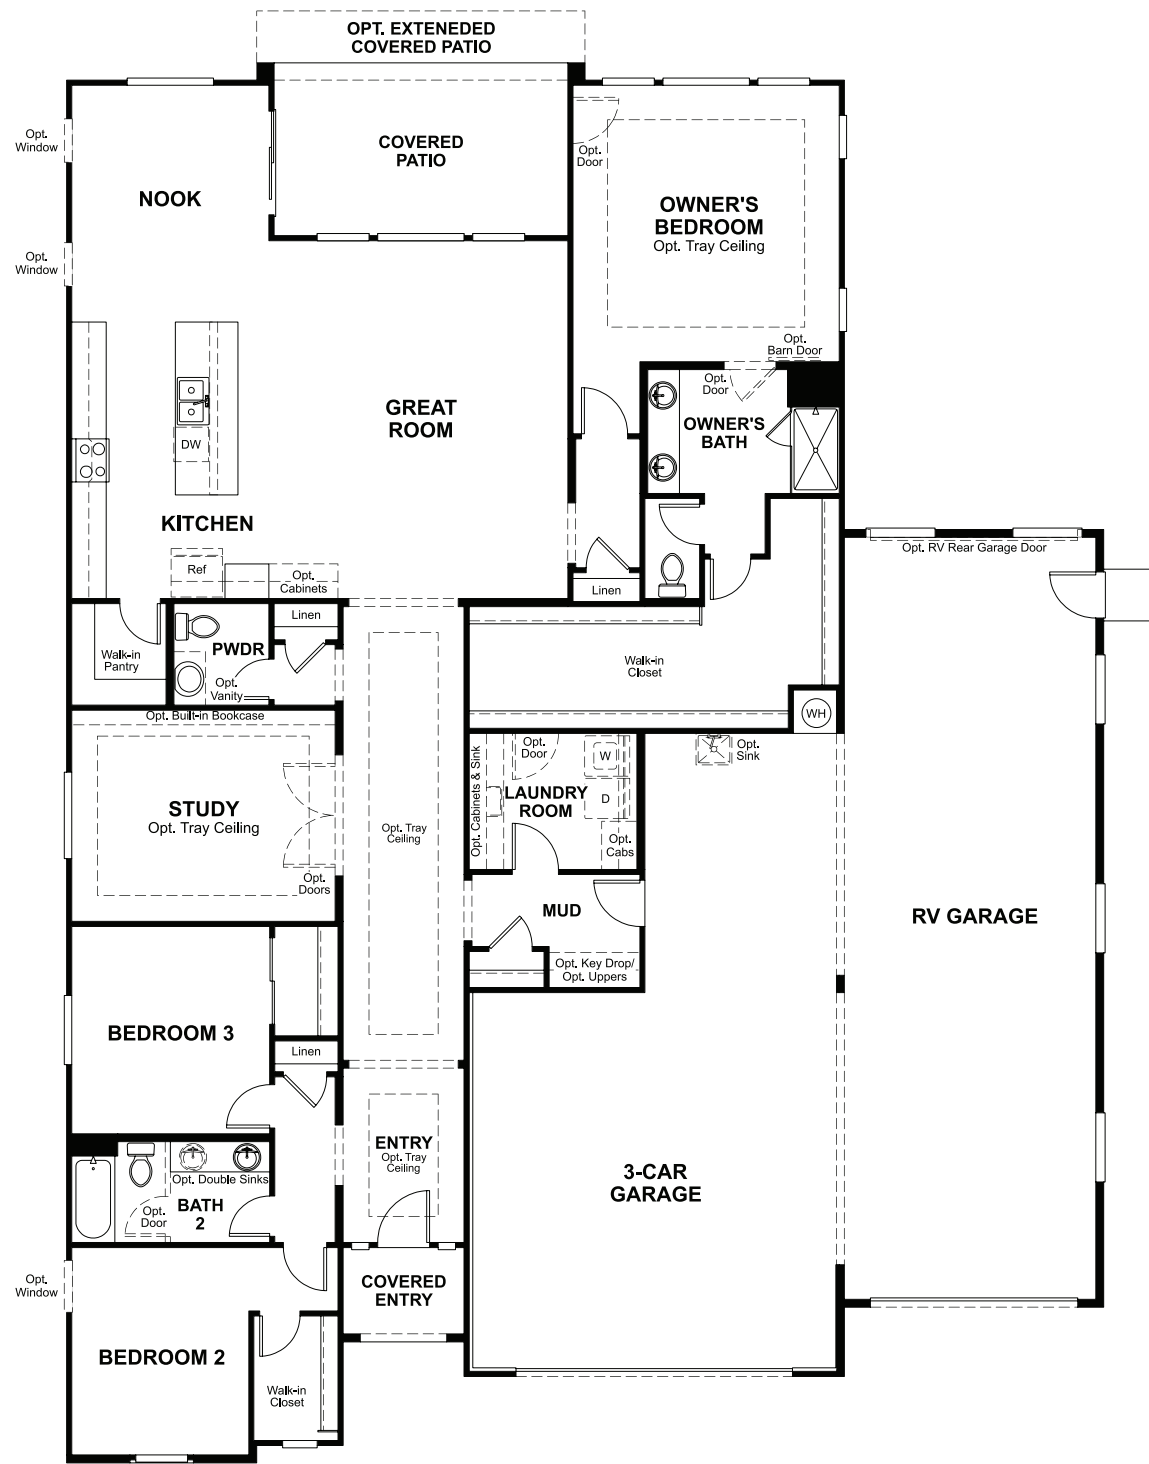 OPT. EXTENEDED
COVERED PATIO
Opt.
Window
COVERED
PATIO
Opt.
Door
NOOK
OWNER'S
BEDROOM
Opt. Tray Ceiling
Opt.
Window
Opt.
Barn Door
Opt.
Door
GREAT
ROOM
OWNER'S
BATH
DW
KITCHEN
Opt. RV Rear Garage Door
Ref
Opt.
Cabinets
Linen
Linen
PWDR
Walk-in
Pantry
Opt.
Vanity
Walk-in
Closet
Opt. Built-in Bookcase
WH
Opt.
Door
W
Opt.
Sink
Opt. Cabinets & Sink
LAUNDRY
ROOM
D
STUDY
Opt. Tray Ceiling
Opt. Tray
Ceiling
Opt.
Cabs
Opt.
Doors
MUD
RV GARAGE
Opt. Key Drop/
Opt. Uppers
BEDROOM 3
Linen
ENTRY
Opt. Tray
Ceiling
3-CAR
GARAGE
Opt. Double Sinks
BATH
2
Opt.
Door
Opt.
Window
COVERED
ENTRY
BEDROOM 2
Walk-in
Closet